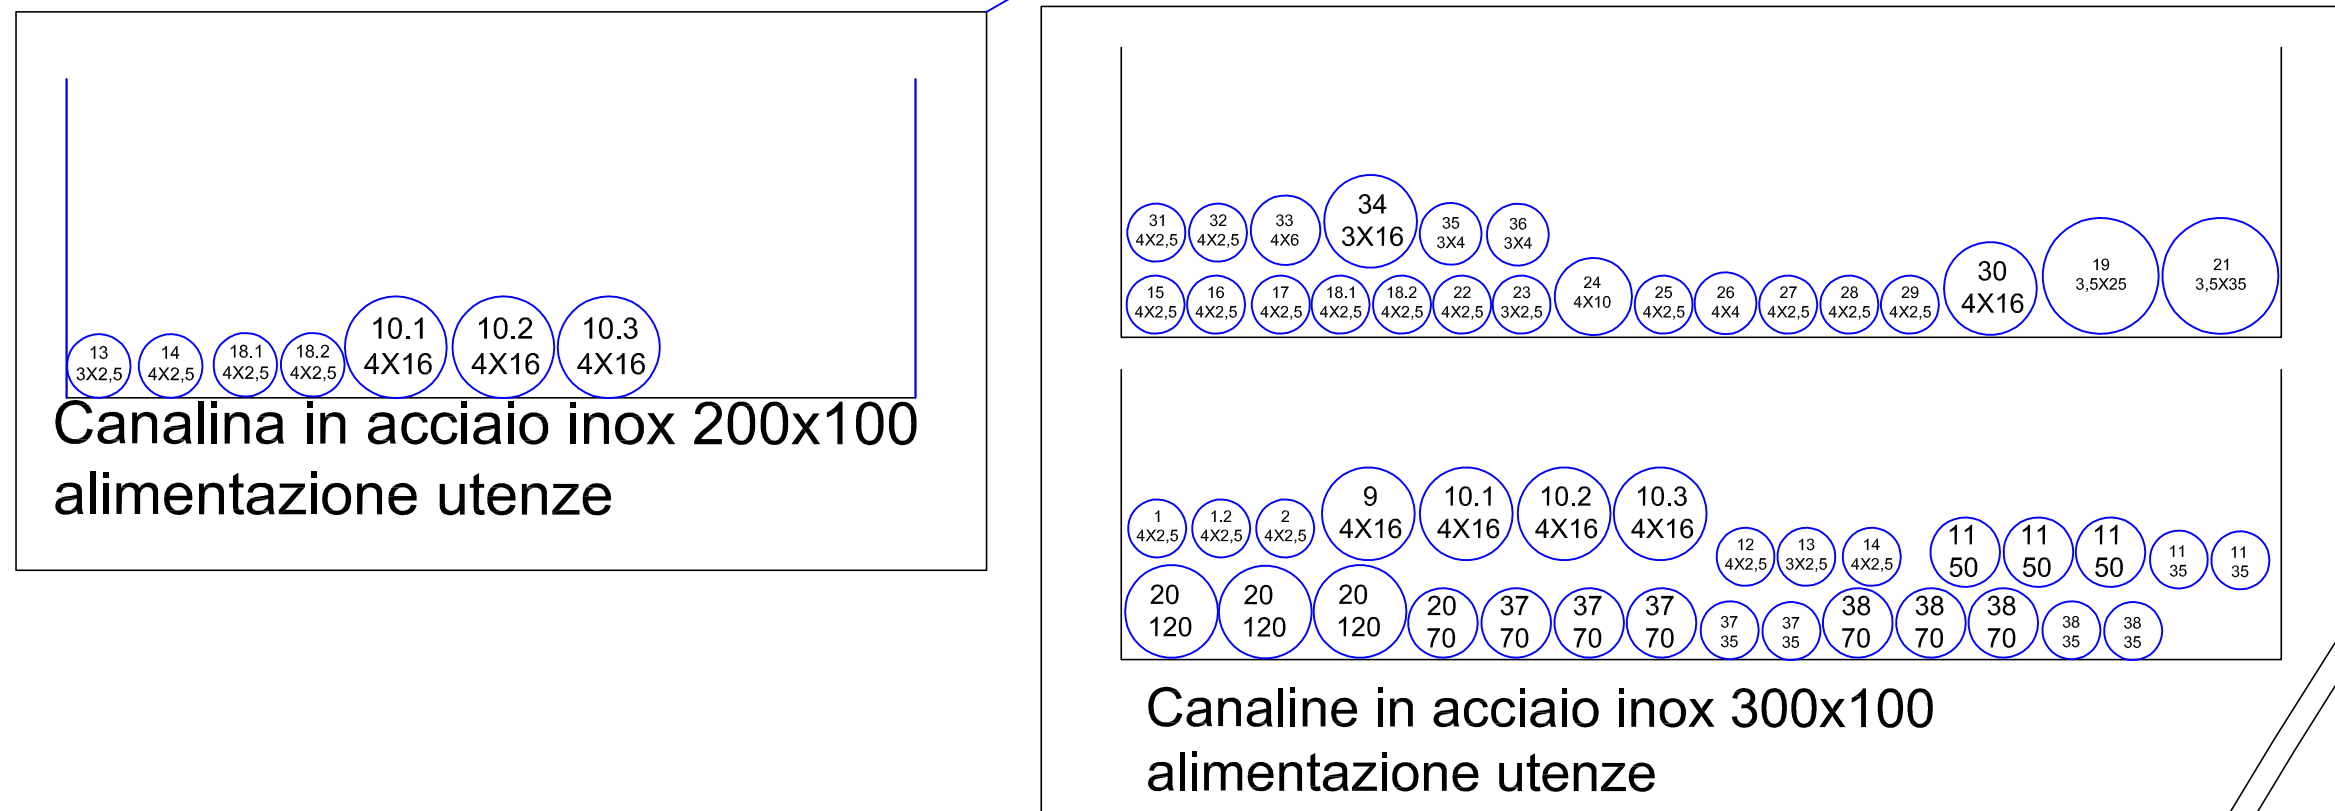 13
3X2,5
14
4X2,5
18.1
4X2,5
18.2
4X2,5
10.1
4X16
10.2
4X16
10.3
4X16
Canalina in acciaio inox 200x100
alimentazione utenze
31
4X2,5
32
4X2,5
33
4X6
34
3X16
35
3X4
36
3X4
15
4X2,5
16
4X2,5
17
4X2,5
18.1
4X2,5
18.2
4X2,5
22
4X2,5
23
3X2,5
24
4X10
25
4X2,5
26
4X4
27
4X2,5
28
4X2,5
29
4X2,5
30
4X16
19
3,5X25
21
3,5X35
1
4X2,5
1.2
4X2,5
2
4X2,5
9
4X16
10.1
4X16
10.2
4X16
10.3
4X16
12
4X2,5
13
3X2,5
14
4X2,5
11
50
11
50
11
50
11
35
11
35
20
120
20
120
20
120
20
70
37
70
37
70
37
70
37
35
37
35
38
70
38
70
38
70
38
35
38
35
Canaline in acciaio inox 300x100
alimentazione utenze